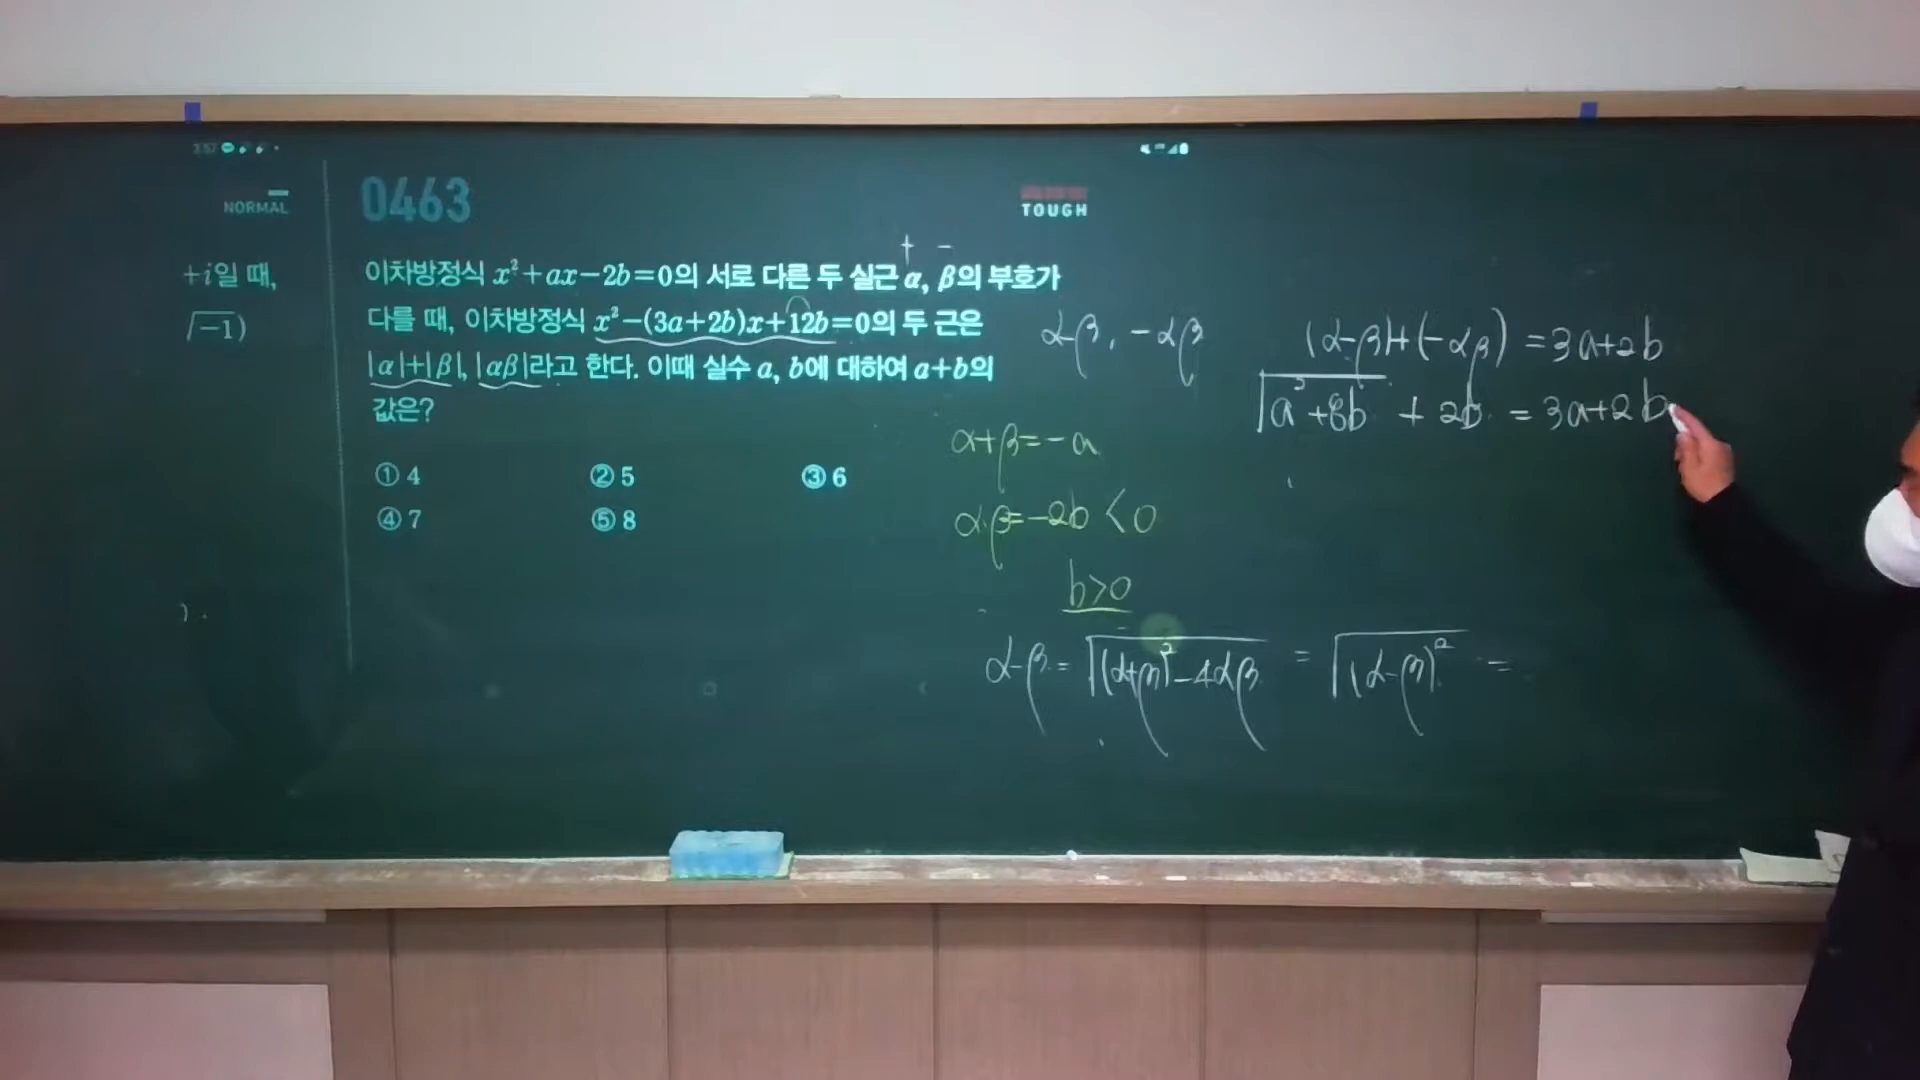 3:57
NORMAL
+i일 때,
√-1)
0463
TOUGH
+ -
이차방정식 x²+ax-2b=0의 서로 다른 두 실근 α, β의 부호가
다를 때, 이차방정식 x²-(3a+2b)x+12b=0의 두 근은
|α|+|β|, |αβ|라고 한다. 이때 실수 a, b에 대하여 a+b의
값은?
① 4 ② 5 ③ 6
④ 7 ⑤ 8
α-β, -αβ
α+β=-a
αβ=-2b<0
b>0
α-β=√(α+β)²-4αβ = √(α-β)² =
(α-β)+(-αβ)=3a+2b
√a²+8b + 2b = 3a+2b